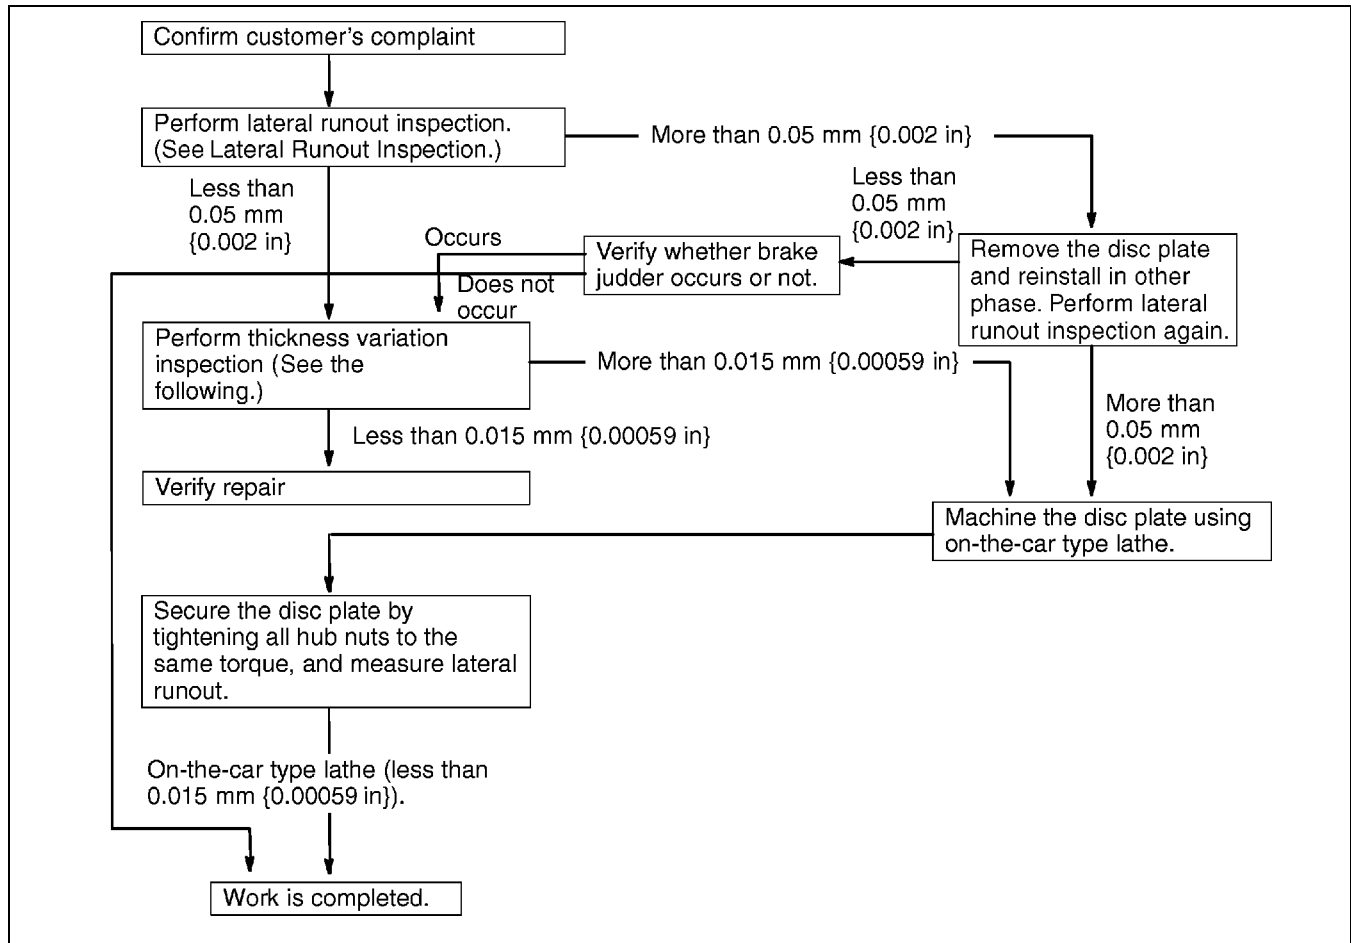 Confirm customer's complaint
Perform lateral runout inspection.
(See Lateral Runout Inspection.)
More than 0.05 mm {0.002 in}
Less than
0.05 mm
{0.002 in}
Less than
0.05 mm
{0.002 in}
Occurs
Verify whether brake
judder occurs or not.
Remove the disc plate
and reinstall in other
phase. Perform lateral
runout inspection again.
Does not
occur
Perform thickness variation
inspection (See the
following.)
More than 0.015 mm {0.00059 in}
More than
0.05 mm
{0.002 in}
Less than 0.015 mm {0.00059 in}
Verify repair
Machine the disc plate using
on-the-car type lathe.
Secure the disc plate by
tightening all hub nuts to the
same torque, and measure lateral
runout.
On-the-car type lathe (less than
0.015 mm {0.00059 in}).
Work is completed.